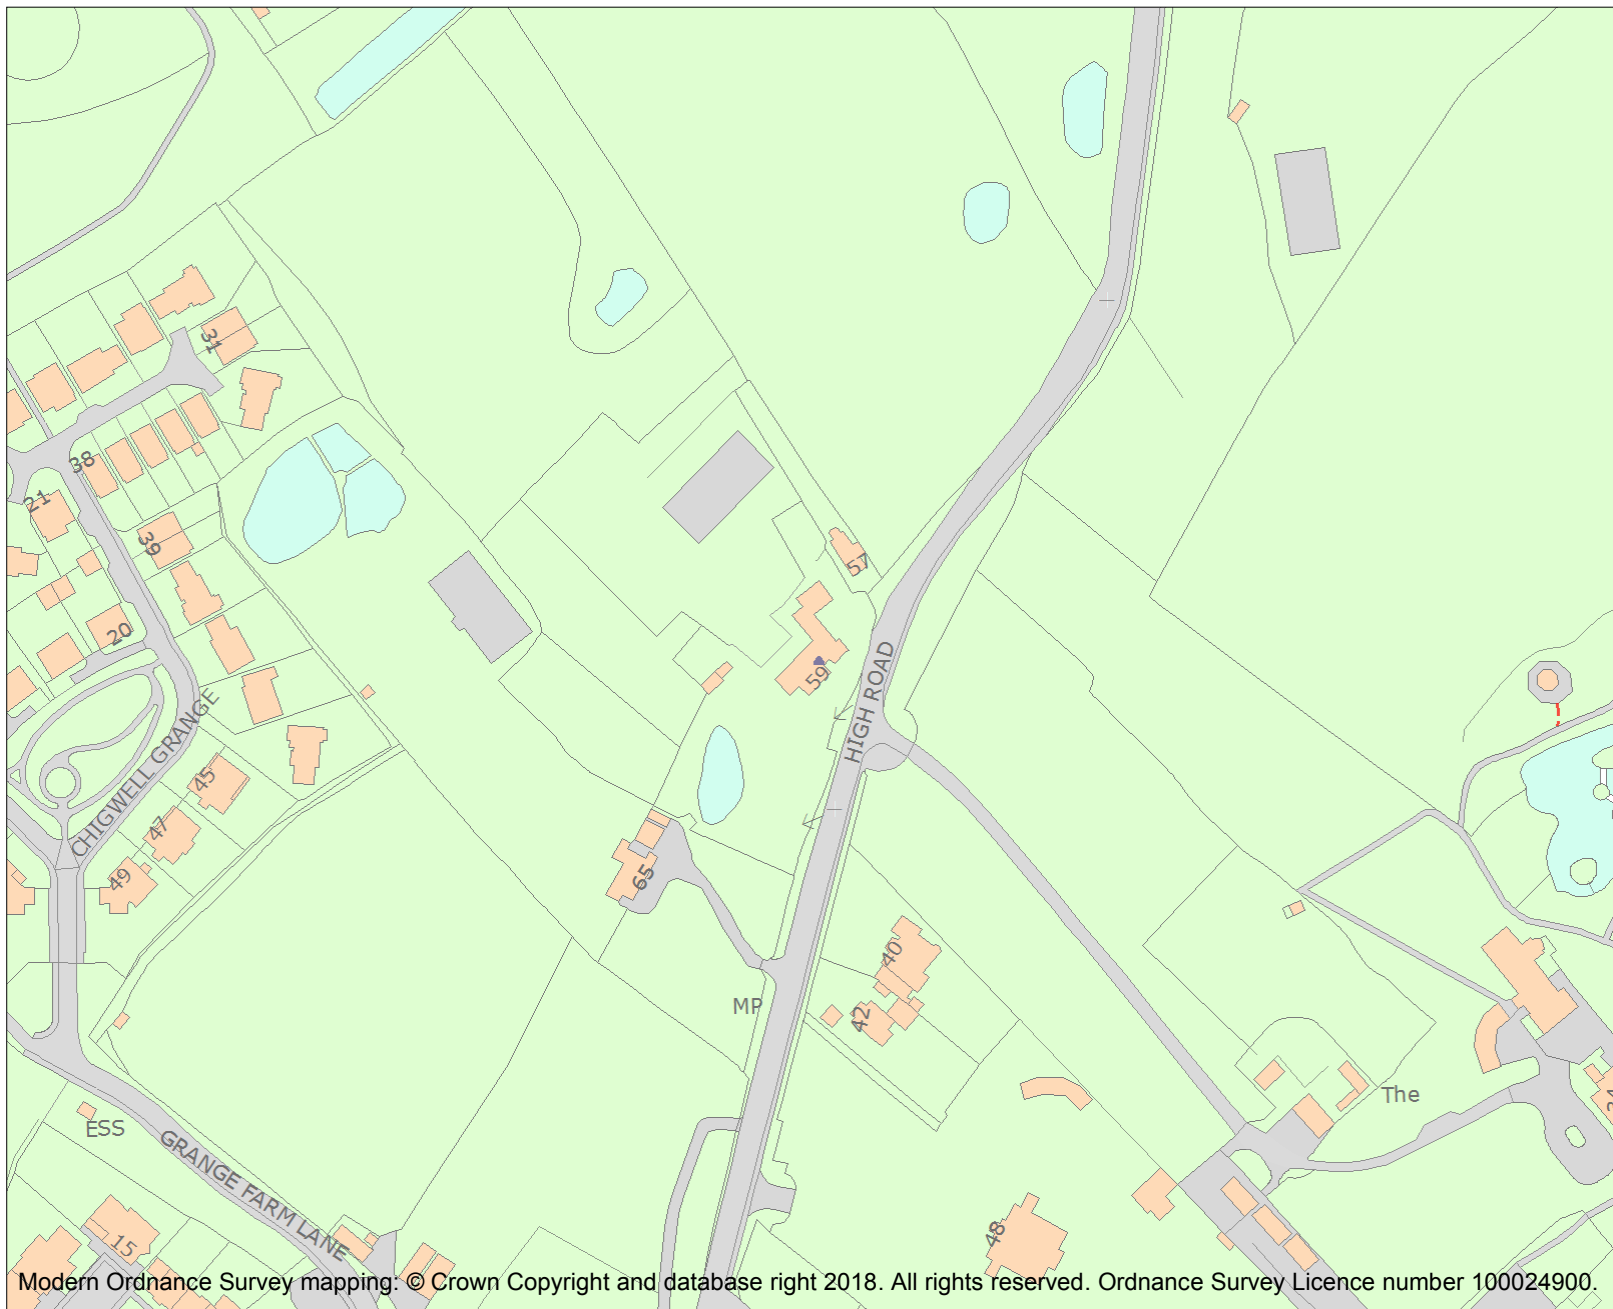 31
38
21
39
57
20
59
HIGH ROAD
CHIGWELL GRANGE
45
47
49
65
40
MP
42
The
ESS
GRANGE FARM LANE
48
15
Modern Ordnance Survey mapping: © Crown Copyright and database right 2018. All rights reserved. Ordnance Survey Licence number 100024900.